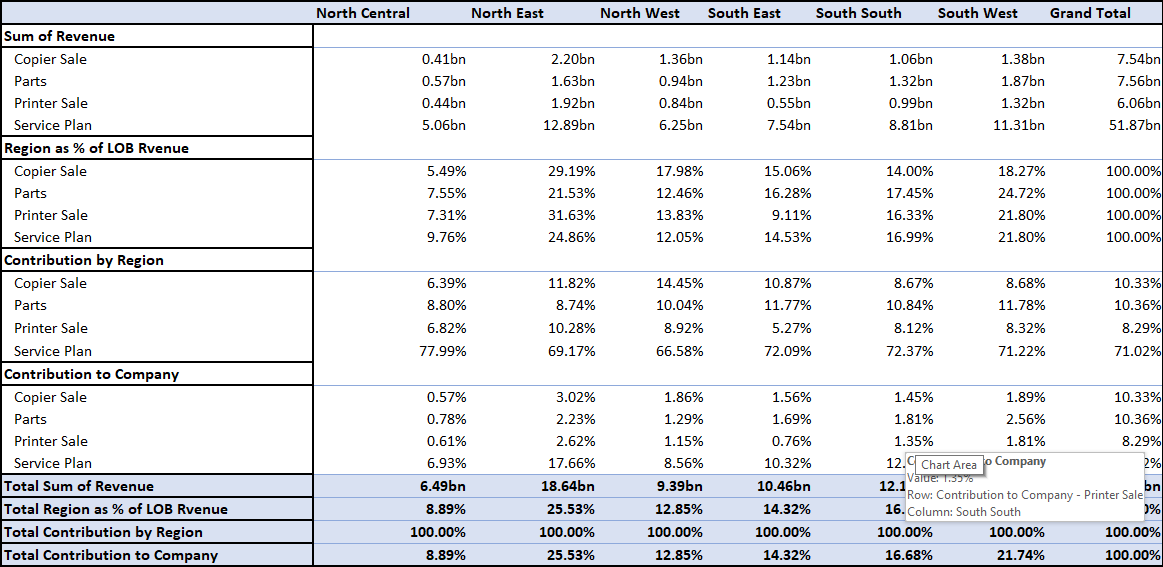 North Central North East North West South East South South South West Grand Total
Sum of Revenue
Copier Sale 0.41bn 2.20bn 1.36bn 1.14bn 1.06bn 1.38bn 7.54bn
Parts 0.57bn 1.63bn 0.94bn 1.23bn 1.32bn 1.87bn 7.56bn
Printer Sale 0.44bn 1.92bn 0.84bn 0.55bn 0.99bn 1.32bn 6.06bn
Service Plan 5.06bn 12.89bn 6.25bn 7.54bn 8.81bn 11.31bn 51.87bn
Region as % of LOB Rvenue
Copier Sale 5.49% 29.19% 17.98% 15.06% 14.00% 18.27% 100.00%
Parts 7.55% 21.53% 12.46% 16.28% 17.45% 24.72% 100.00%
Printer Sale 7.31% 31.63% 13.83% 9.11% 16.33% 21.80% 100.00%
Service Plan 9.76% 24.86% 12.05% 14.53% 16.99% 21.80% 100.00%
Contribution by Region
Copier Sale 6.39% 11.82% 14.45% 10.87% 8.67% 8.68% 10.33%
Parts 8.80% 8.74% 10.04% 11.77% 10.84% 11.78% 10.36%
Printer Sale 6.82% 10.28% 8.92% 5.27% 8.12% 8.32% 8.29%
Service Plan 77.99% 69.17% 66.58% 72.09% 72.37% 71.22% 71.02%
Contribution to Company
Copier Sale 0.57% 3.02% 1.86% 1.56% 1.45% 1.89% 10.33%
Parts 0.78% 2.23% 1.29% 1.69% 1.81% 2.56% 10.36%
Printer Sale 0.61% 2.62% 1.15% 0.76% 1.35% 1.81% 8.29%
Service Plan 6.93% 17.66% 8.56% 10.32%
to Company
Chart Area
Value: 1.35%
Row: Contribution to Company - Printer Sale
Column: South South
Total Sum of Revenue 6.49bn 18.64bn 9.39bn 10.46bn
Total Region as % of LOB Rvenue 8.89% 25.53% 12.85% 14.32%
Total Contribution by Region 100.00% 100.00% 100.00% 100.00% 100.00% 100.00% 100.00%
Total Contribution to Company 8.89% 25.53% 12.85% 14.32% 16.68% 21.74% 100.00%